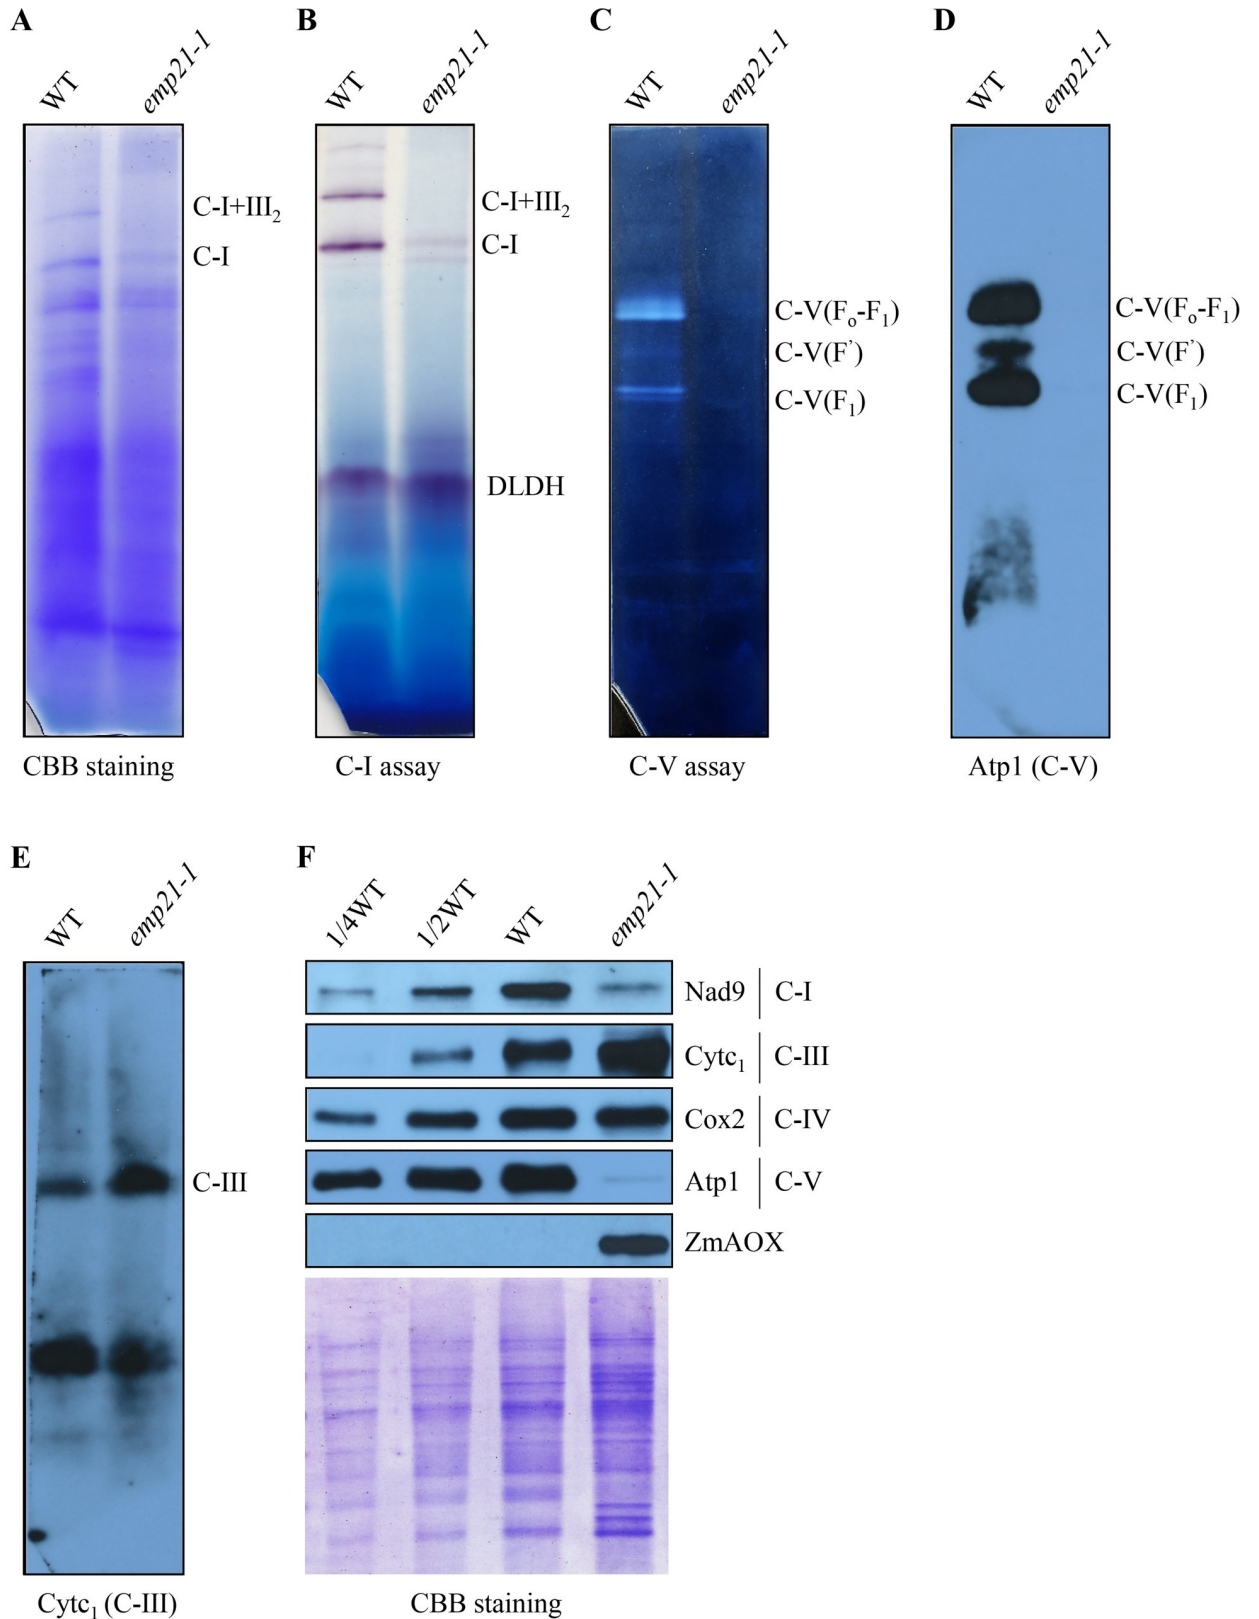 A
B
C
D
WT
emp21-1
WT
emp21-1
WT
emp21-1
WT
emp21-1
C-I+III₂
C-I
C-I+III₂
C-I
DLDH
C-V(Fₒ-F₁)
C-V(F’)
C-V(F₁)
C-V(Fₒ-F₁)
C-V(F’)
C-V(F₁)
CBB staining
C-I assay
C-V assay
Atp1 (C-V)
E
F
WT
emp21-1
1/4WT
1/2WT
WT
emp21-1
C-III
Nad9 C-I
Cytc₁ C-III
Cox2 C-IV
Atp1 C-V
ZmAOX
Cytc₁ (C-III)
CBB staining